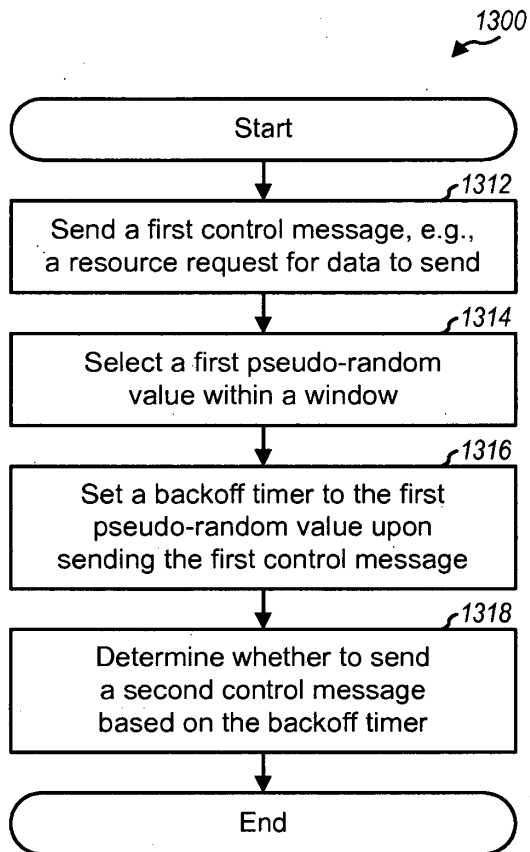 1300
Start
1312
Send a first control message, e.g.,
a resource request for data to send
1314
Select a first pseudo-random
value within a window
1316
Set a backoff timer to the first
pseudo-random value upon
sending the first control message
1318
Determine whether to send
a second control message
based on the backoff timer
End